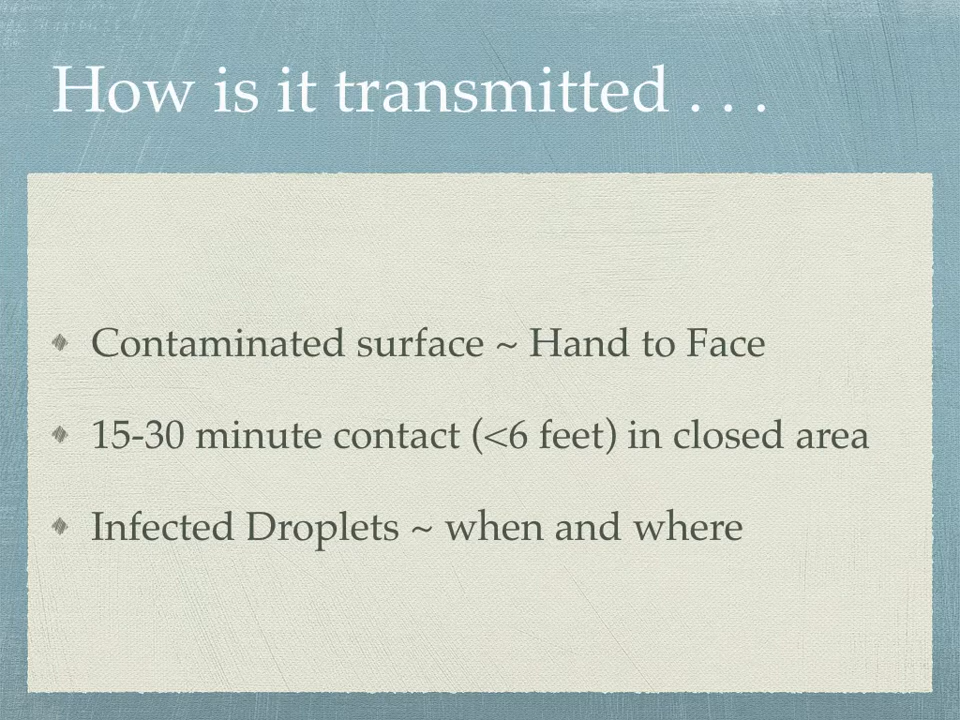 How is it transmitted . . .
Contaminated surface ~ Hand to Face
15-30 minute contact (<6 feet) in closed area
Infected Droplets ~ when and where